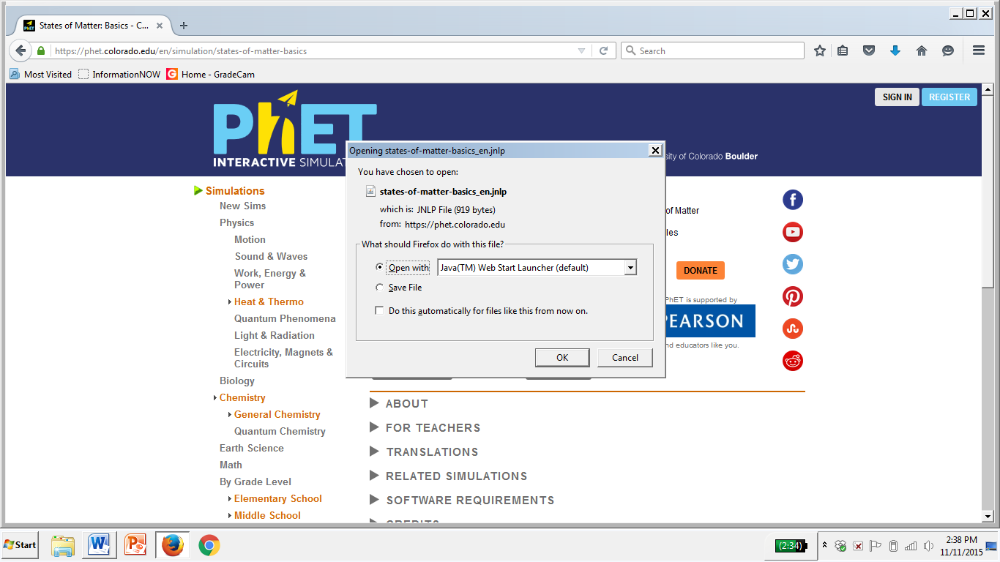 States of Matter: Basics - C...
https://phet.colorado.edu/en/simulation/states-of-matter-basics
Search
Most Visited
InformationNOW
Home - GradeCam
SIGN IN
REGISTER
PhET
INTERACTIVE SIMULA
sity of Colorado Boulder
Opening states-of-matter-basics_en.jnlp
You have chosen to open:
states-of-matter-basics_en.jnlp
which is: JNLP File (919 bytes)
from: https://phet.colorado.edu
What should Firefox do with this file?
Open with
Java(TM) Web Start Launcher (default)
Save File
Do this automatically for files like this from now on.
OK
Cancel
Simulations
New Sims
Physics
Motion
Sound & Waves
Work, Energy &
Power
Heat & Thermo
Quantum Phenomena
Light & Radiation
Electricity, Magnets &
Circuits
Biology
Chemistry
General Chemistry
Quantum Chemistry
Earth Science
Math
By Grade Level
Elementary School
Middle School
of Matter
les
DONATE
PhET is supported by
PEARSON
nd educators like you.
ABOUT
FOR TEACHERS
TRANSLATIONS
RELATED SIMULATIONS
SOFTWARE REQUIREMENTS
CREDITS
Start
(2:34)
2:38 PM
11/11/2015